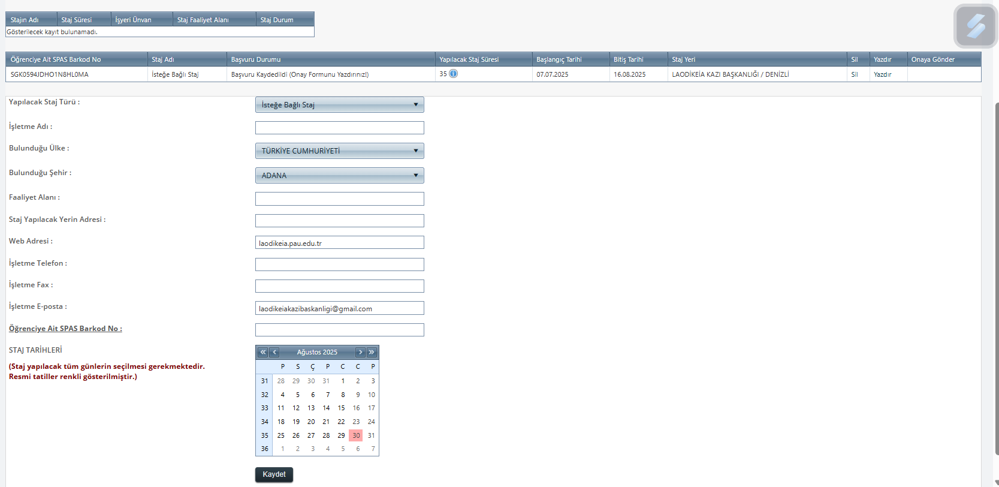 Stajın Adı Staj Süresi İşyeri Ünvan Staj Faaliyet Alanı Staj Durum
Gösterilecek kayıt bulunamadı.
Öğrenciye Ait SPAS Barkod No Staj Adı Başvuru Durumu Yapılacak Staj Süresi Başlangıç Tarihi Bitiş Tarihi Staj Yeri Sil Yazdır Onaya Gönder
SGK0594JDHO1N8HL0MA İsteğe Bağlı Staj Başvuru Kaydedildi (Onay Formunu Yazdırınız!) 35 07.07.2025 16.08.2025 LAODİKEİA KAZI BAŞKANLIĞI / DENİZLİ Sil Yazdır
Yapılacak Staj Türü : İsteğe Bağlı Staj
İşletme Adı :
Bulunduğu Ülke : TÜRKİYE CUMHURİYETİ
Bulunduğu Şehir : ADANA
Faaliyet Alanı :
Staj Yapılacak Yerin Adresi :
Web Adresi : laodikeia.pau.edu.tr
İşletme Telefon :
İşletme Fax :
İşletme E-posta : laodikeiakazibaskanligi@gmail.com
Öğrenciye Ait SPAS Barkod No :
STAJ TARİHLERİ
(Staj yapılacak tüm günlerin seçilmesi gerekmektedir.
Resmi tatiller renkli gösterilmiştir.)
Ağustos 2025
P S Ç P C C P
31 28 29 30 31 1 2 3
32 4 5 6 7 8 9 10
33 11 12 13 14 15 16 17
34 18 19 20 21 22 23 24
35 25 26 27 28 29 30 31
36 1 2 3 4 5 6 7
Kaydet